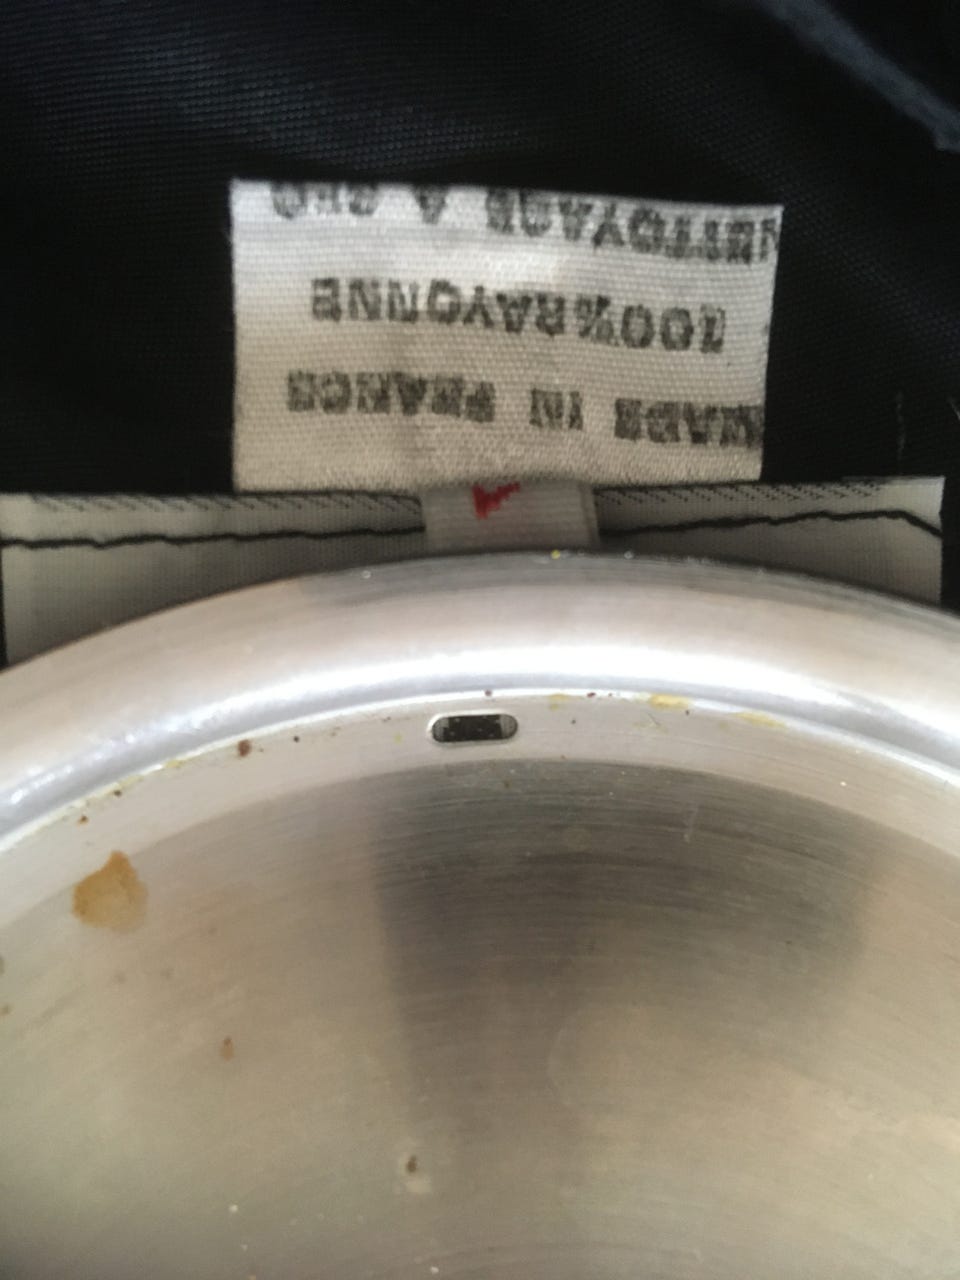 MADE IN FRANCE
100%RAYONNE
NETTOYAGE A SEC